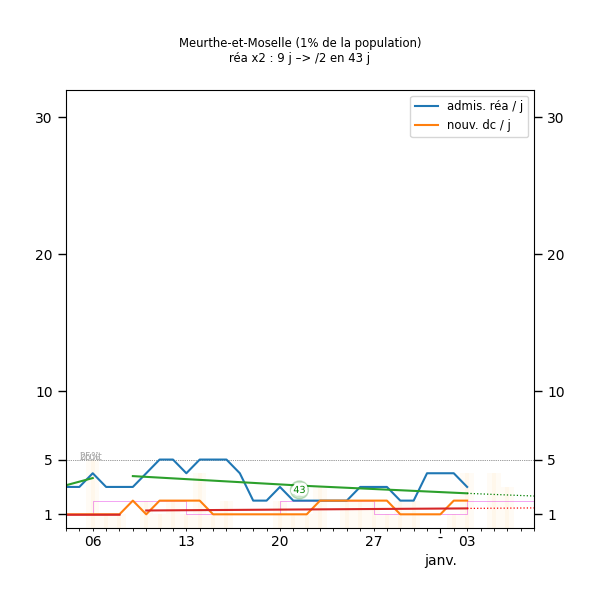 Meurthe-et-Moselle (1% de la population)
réa x2 : 9 j –> /2 en 43 j
admis. réa / j
nouv. dc / j
30 30
20 20
10 10
5 5
1 1
43
06 13 20 27 - 03
janv.